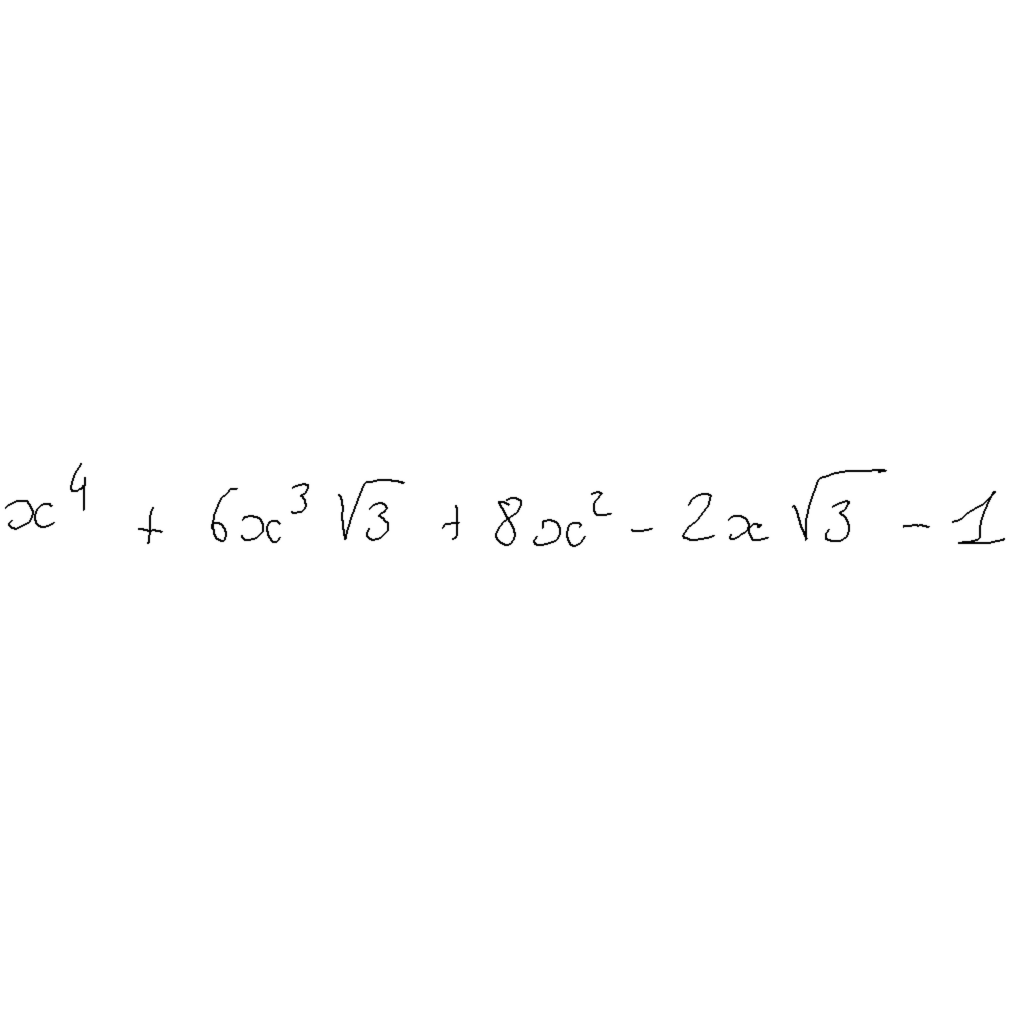 x⁴ + 6x³√3 + 8x² - 2x√3 - 1